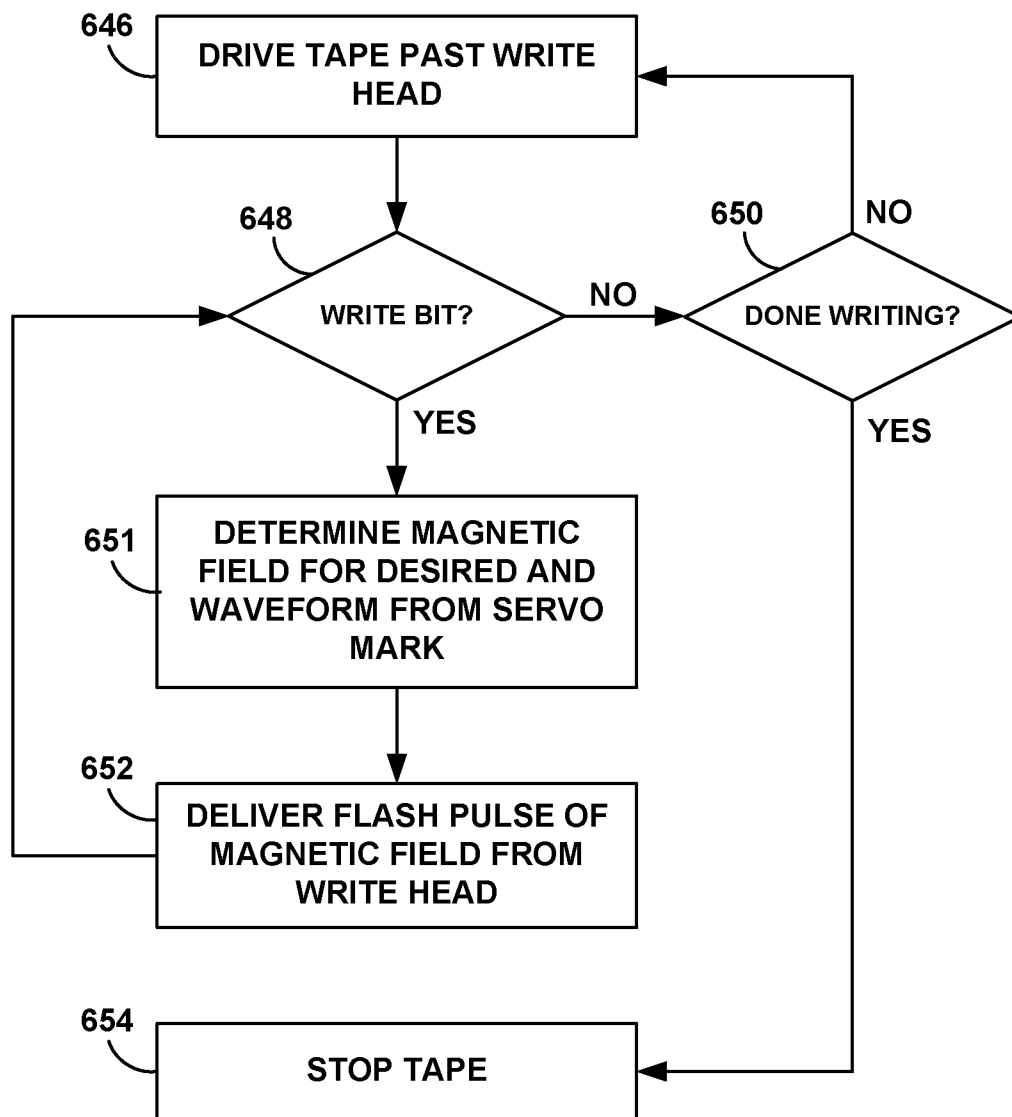 646
DRIVE TAPE PAST WRITE
HEAD
648
650
NO
WRITE BIT?
NO
DONE WRITING?
YES
YES
651
DETERMINE MAGNETIC
FIELD FOR DESIRED AND
WAVEFORM FROM SERVO
MARK
652
DELIVER FLASH PULSE OF
MAGNETIC FIELD FROM
WRITE HEAD
654
STOP TAPE